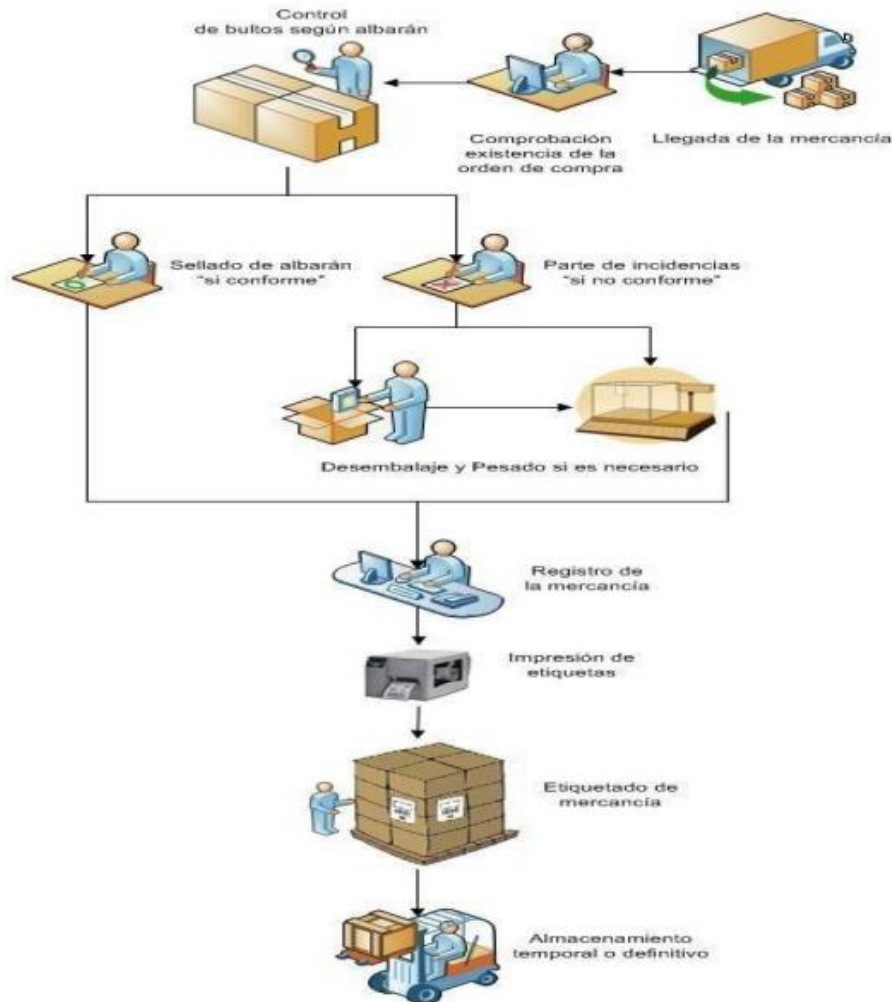 Control
de bultos según albarán
Comprobación
existencia de la
orden de compra
Llegada de la mercancía
Sellado de albarán
"si conforme"
Parte de incidencias
"si no conforme"
Desembalaje y Pesado si es necesario
Registro de
la mercancía
Impresión de
etiquetas
Etiquetado de
mercancía
Almacenamiento
temporal o definitivo